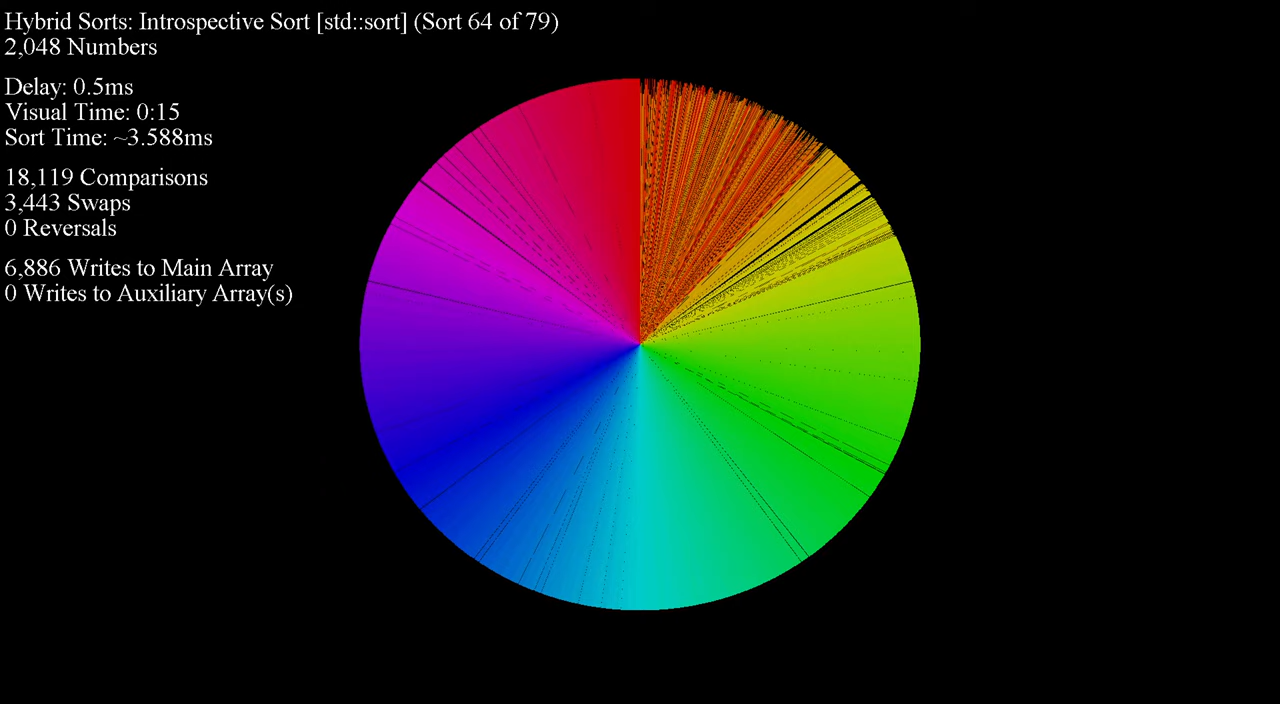 Hybrid Sorts: Introspective Sort [std::sort] (Sort 64 of 79)
2,048 Numbers
Delay: 0.5ms
Visual Time: 0:15
Sort Time: ~3.588ms
18,119 Comparisons
3,443 Swaps
0 Reversals
6,886 Writes to Main Array
0 Writes to Auxiliary Array(s)